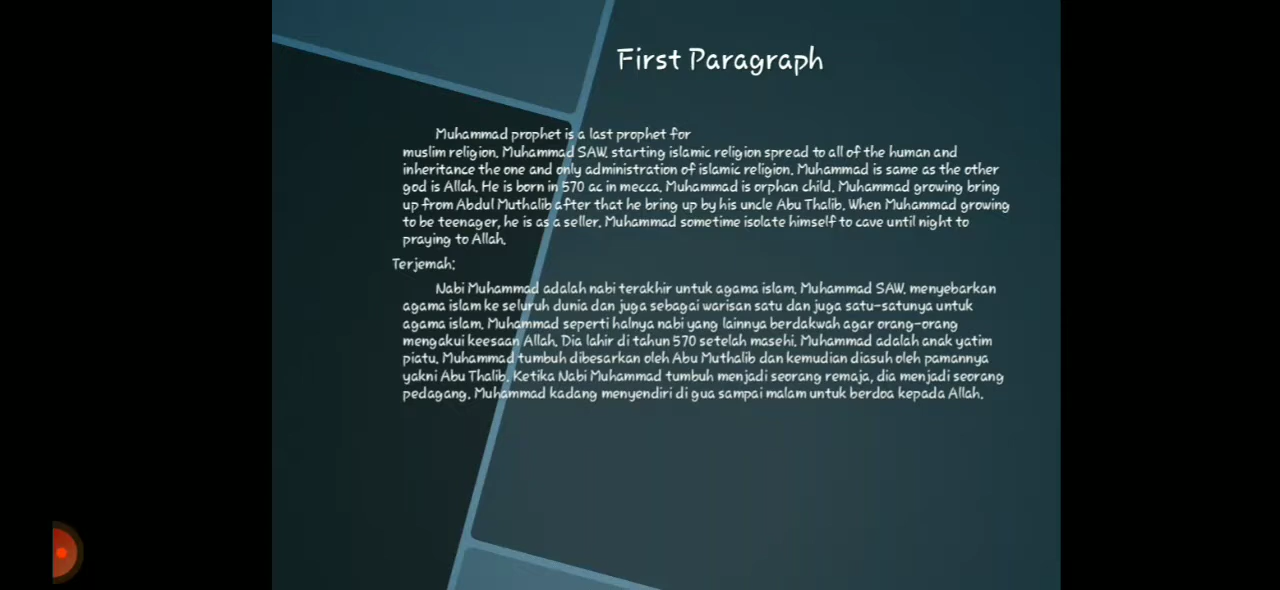 First Paragraph
Muhammad prophet is a last prophet for
muslim religion. Muhammad SAW. starting islamic religion spread to all of the human and
inheritance the one and only administration of islamic religion. Muhammad is same as the other
god is Allah. He is born in 570 ac in mecca. Muhammad is orphan child. Muhammad growing bring
up from Abdul Muthalib after that he bring up by his uncle Abu Thalib. When Muhammad growing
to be teenager, he is as a seller. Muhammad sometime isolate himself to cave until night to
praying to Allah.
Terjemah:
Nabi Muhammad adalah nabi terakhir untuk agama islam. Muhammad SAW. menyebarkan
agama islam ke seluruh dunia dan juga sebagai warisan satu dan juga satu-satunya untuk
agama islam. Muhammad seperti halnya nabi yang lainnya berdakwah agar orang-orang
mengakui keesaan Allah. Dia lahir di tahun 570 setelah masehi. Muhammad adalah anak yatim
piatu. Muhammad tumbuh dibesarkan oleh Abu Muthalib dan kemudian diasuh oleh pamannya
yakni Abu Thalib. Ketika Nabi Muhammad tumbuh menjadi seorang remaja, dia menjadi seorang
pedagang. Muhammad kadang menyendiri di gua sampai malam untuk berdoa kepada Allah.